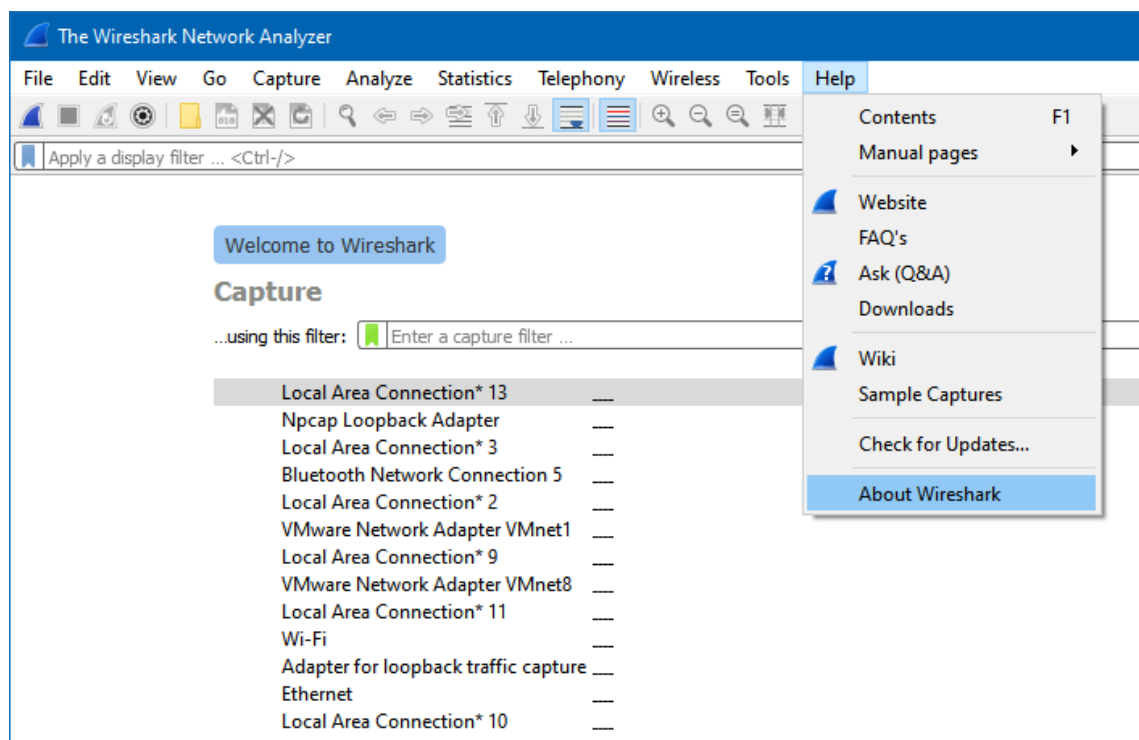 The Wireshark Network Analyzer
File Edit View Go Capture Analyze Statistics Telephony Wireless Tools Help
Apply a display filter ... <Ctrl-/>
Welcome to Wireshark
Capture
...using this filter: Enter a capture filter ...
Local Area Connection* 13
Npcap Loopback Adapter
Local Area Connection* 3
Bluetooth Network Connection 5
Local Area Connection* 2
VMware Network Adapter VMnet1
Local Area Connection* 9
VMware Network Adapter VMnet8
Local Area Connection* 11
Wi-Fi
Adapter for loopback traffic capture
Ethernet
Local Area Connection* 10
Contents F1
Manual pages
Website
FAQ's
Ask (Q&A)
Downloads
Wiki
Sample Captures
Check for Updates...
About Wireshark